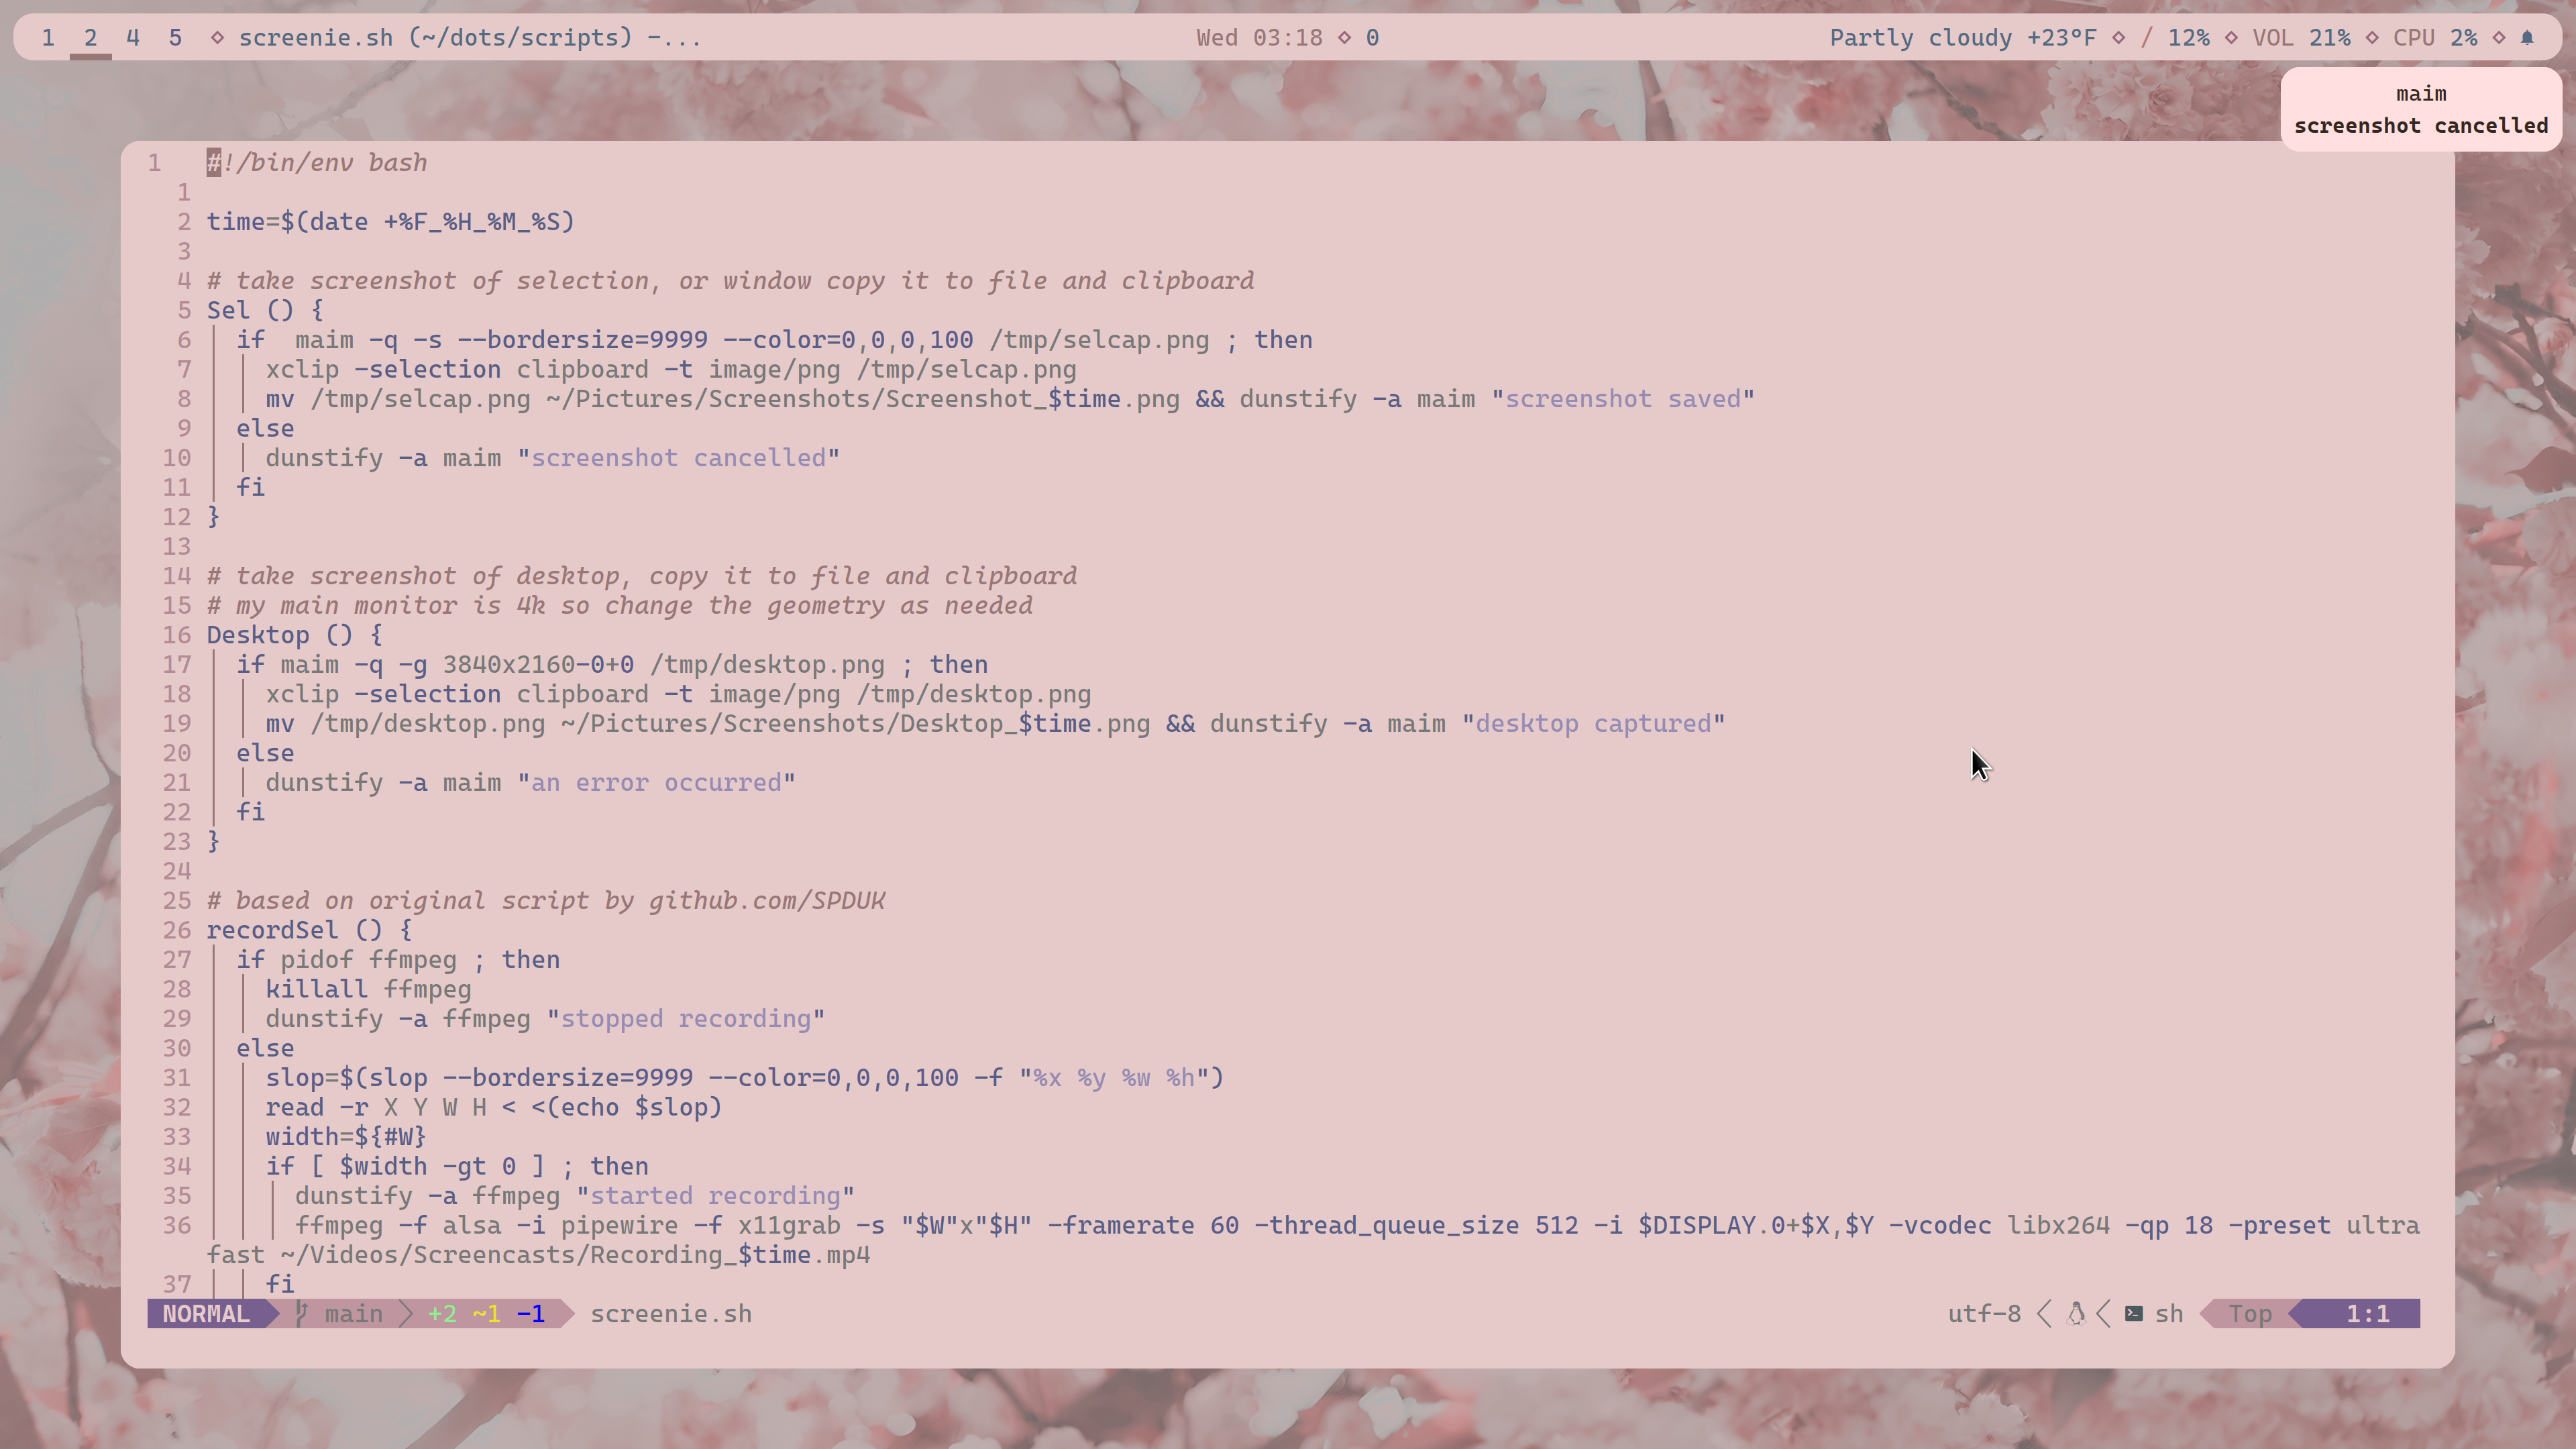 1 2 4 5 ◇ screenie.sh (~/dots/scripts) -...
Wed 03:18 ◇ 0
Partly cloudy +23°F ◇ / 12% ◇ VOL 21% ◇ CPU 2% ◇
maim
screenshot cancelled
1 #!/bin/env bash
1
2 time=$(date +%F_%H_%M_%S)
3
4 # take screenshot of selection, or window copy it to file and clipboard
5 Sel () {
6   if  maim -q -s --bordersize=9999 --color=0,0,0,100 /tmp/selcap.png ; then
7     xclip -selection clipboard -t image/png /tmp/selcap.png
8     mv /tmp/selcap.png ~/Pictures/Screenshots/Screenshot_$time.png && dunstify -a maim "screenshot saved"
9   else
10     dunstify -a maim "screenshot cancelled"
11   fi
12 }
13
14 # take screenshot of desktop, copy it to file and clipboard
15 # my main monitor is 4k so change the geometry as needed
16 Desktop () {
17   if maim -q -g 3840x2160-0+0 /tmp/desktop.png ; then
18     xclip -selection clipboard -t image/png /tmp/desktop.png
19     mv /tmp/desktop.png ~/Pictures/Screenshots/Desktop_$time.png && dunstify -a maim "desktop captured"
20   else
21     dunstify -a maim "an error occurred"
22   fi
23 }
24
25 # based on original script by github.com/SPDUK
26 recordSel () {
27   if pidof ffmpeg ; then
28     killall ffmpeg
29     dunstify -a ffmpeg "stopped recording"
30   else
31     slop=$(slop --bordersize=9999 --color=0,0,0,100 -f "%x %y %w %h")
32     read -r X Y W H < <(echo $slop)
33     width=${#W}
34     if [ $width -gt 0 ] ; then
35       dunstify -a ffmpeg "started recording"
36       ffmpeg -f alsa -i pipewire -f x11grab -s "$W"x"$H" -framerate 60 -thread_queue_size 512 -i $DISPLAY.0+$X,$Y -vcodec libx264 -qp 18 -preset ultra
fast ~/Videos/Screencasts/Recording_$time.mp4
37     fi
NORMAL main +2 ~1 -1 screenie.sh
utf-8 sh Top 1:1